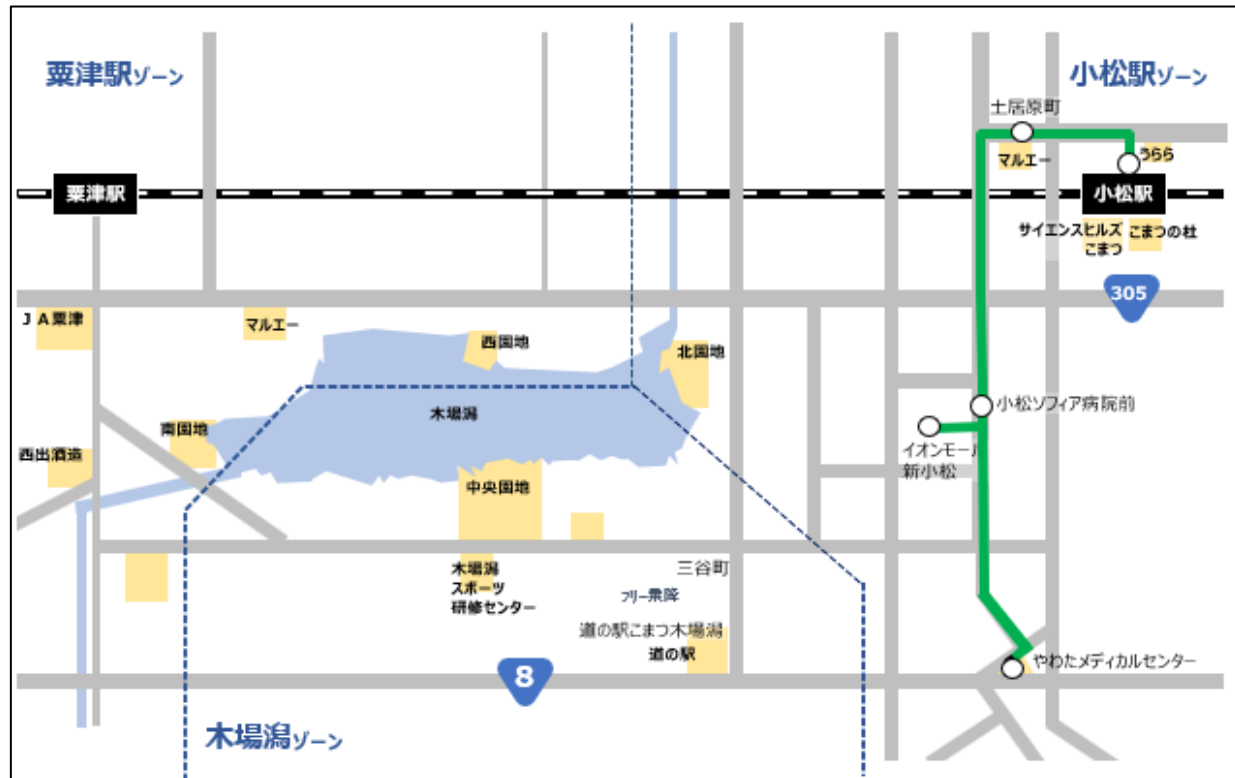 粟津駅ゾーン
小松駅ゾーン
土居原町
マルエー
うらら
粟津駅
小松駅
サイエンスヒルズ
こまつ
こまつの杜
305
ＪＡ粟津
マルエー
西園地
北園地
木場潟
小松ソフィア病院前
南園地
イオンモール
新小松
西出酒造
中央園地
木場潟
スポーツ
研修センター
三谷町
フリー乗降
道の駅こまつ木場潟
道の駅
やわたメディカルセンター
8
木場潟ゾーン